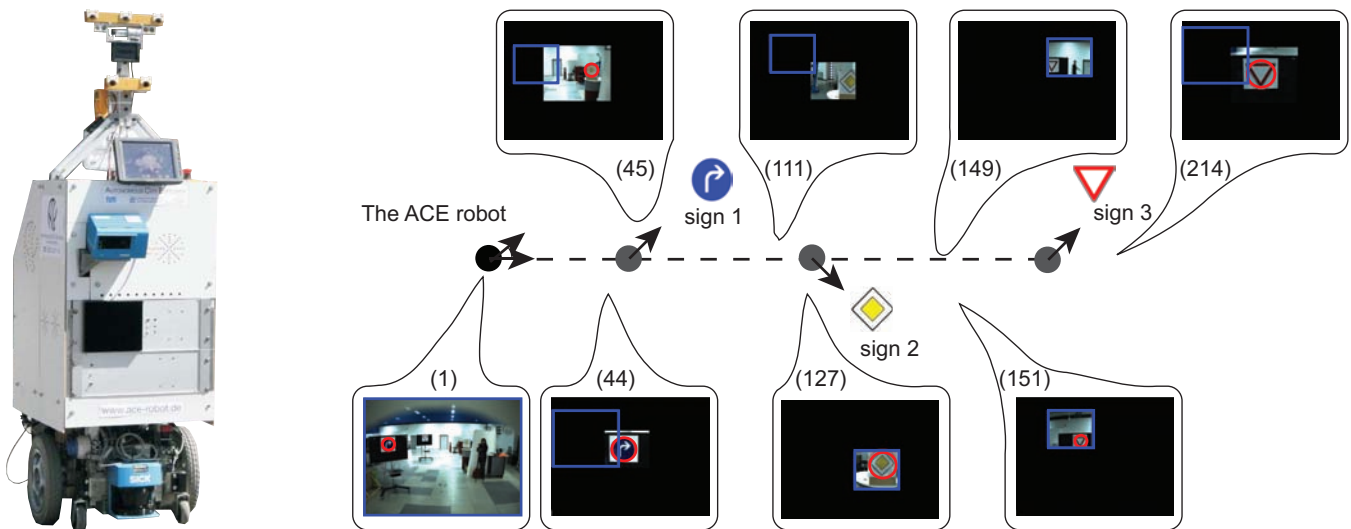 (45)
(111)
(149)
(214)
sign 1
sign 3
The ACE robot
sign 2
(1)
(44)
(127)
(151)
www.ace-robot.de
SICK